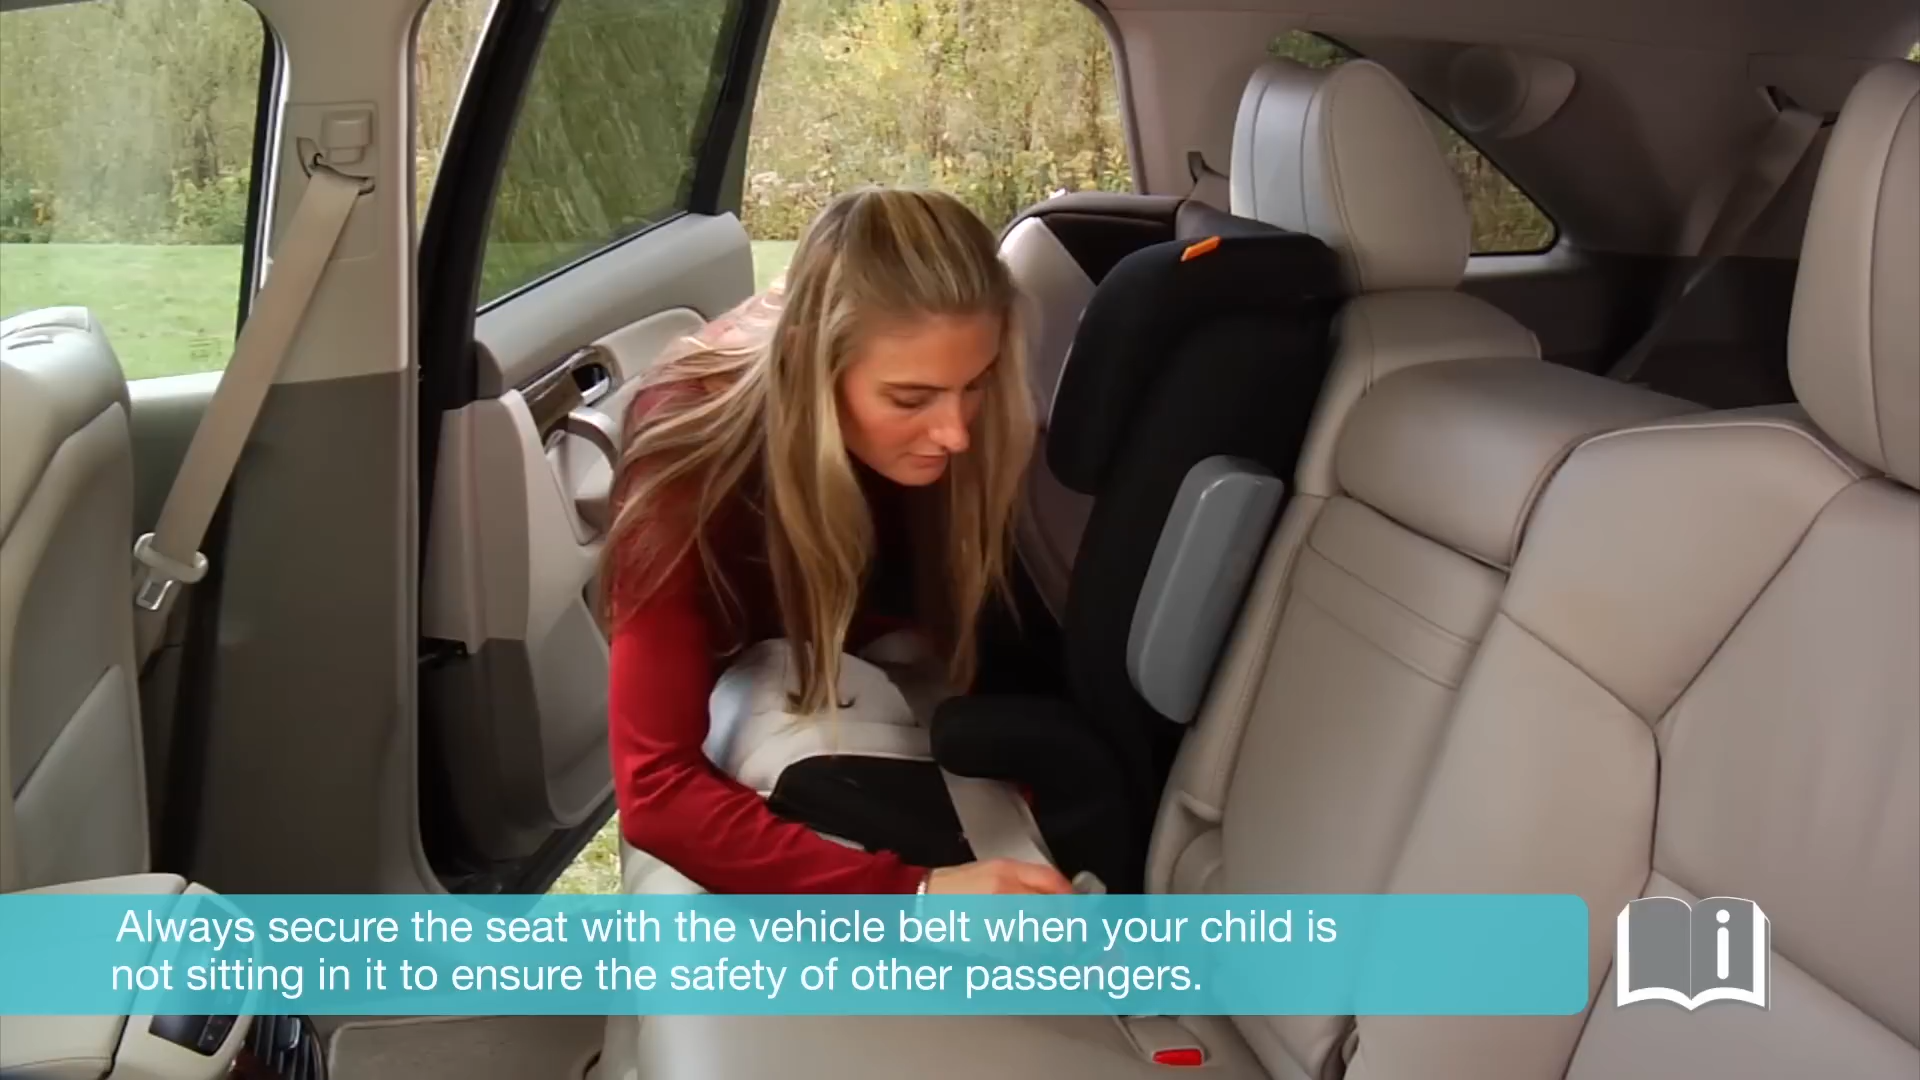 Always secure the seat with the vehicle belt when your child is
not sitting in it to ensure the safety of other passengers.
i